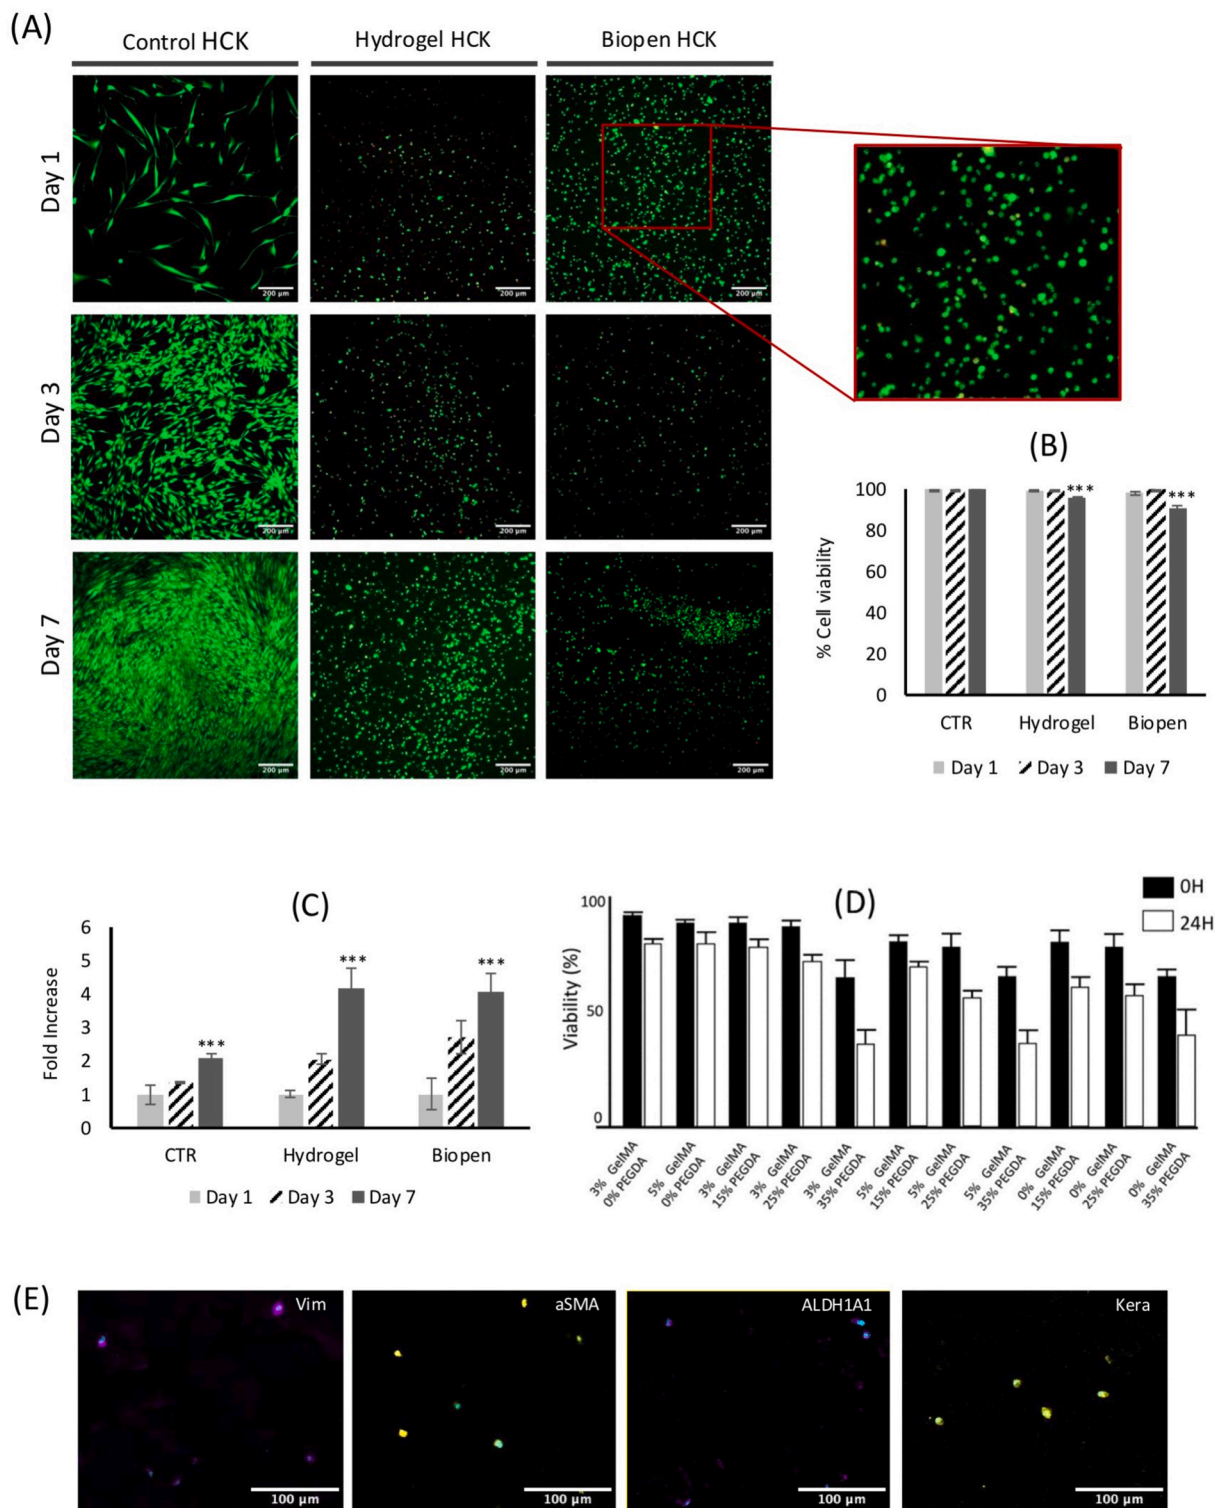 (A)
Control HCK
Hydrogel HCK
Biopen HCK
Day 1
200 µm
200 µm
200 µm
Day 3
200 µm
200 µm
200 µm
Day 7
200 µm
200 µm
200 µm
(B)
% Cell viability
100
80
60
40
20
0
***
***
CTR
Hydrogel
Biopen
Day 1
Day 3
Day 7
(C)
Fold Increase
6
5
4
3
2
1
0
***
***
***
CTR
Hydrogel
Biopen
Day 1
Day 3
Day 7
(D)
0H
24H
Viability (%)
100
50
0
3% GelMA
0% PEGDA
5% GelMA
0% PEGDA
3% GelMA
15% PEGDA
3% GelMA
25% PEGDA
3% GelMA
35% PEGDA
5% GelMA
15% PEGDA
5% GelMA
25% PEGDA
5% GelMA
35% PEGDA
0% GelMA
15% PEGDA
0% GelMA
25% PEGDA
0% GelMA
35% PEGDA
(E)
Vim
100 µm
aSMA
100 µm
ALDH1A1
100 µm
Kera
100 µm